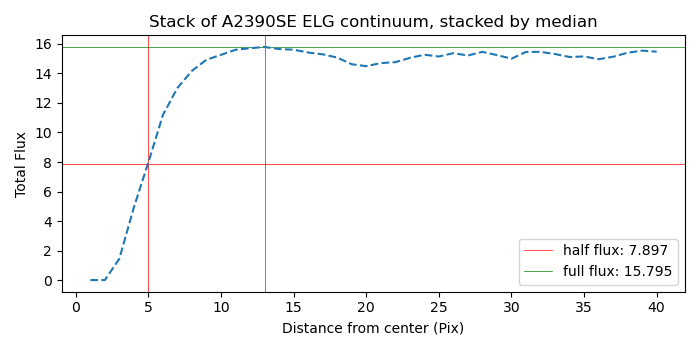 Stack of A2390SE ELG continuum, stacked by median
Total Flux
16
14
12
10
8
6
4
2
0
0 5 10 15 20 25 30 35 40
Distance from center (Pix)
half flux: 7.897
full flux: 15.795